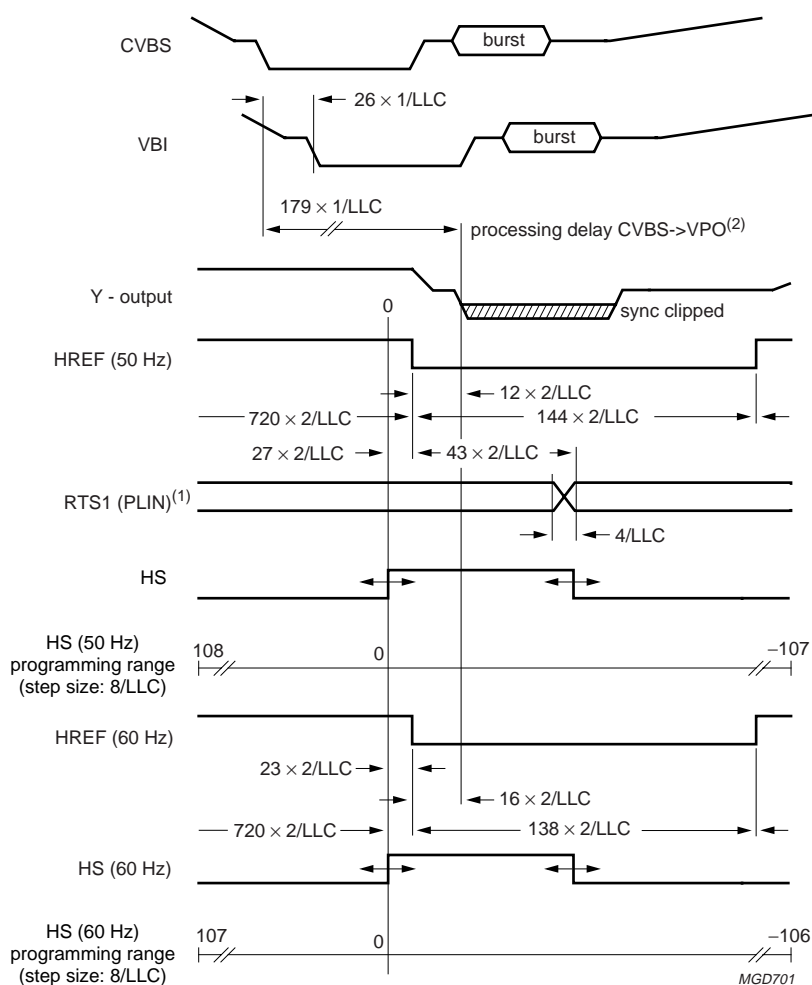 CVBS
burst
26 × 1/LLC
VBI
burst
179 × 1/LLC
processing delay CVBS->VPO(2)
Y - output
0
sync clipped
HREF (50 Hz)
12 × 2/LLC
720 × 2/LLC
144 × 2/LLC
27 × 2/LLC
43 × 2/LLC
RTS1 (PLIN)(1)
4/LLC
HS
HS (50 Hz)
programming range
(step size: 8/LLC)
108
0
−107
HREF (60 Hz)
23 × 2/LLC
16 × 2/LLC
720 × 2/LLC
138 × 2/LLC
HS (60 Hz)
HS (60 Hz)
programming range
(step size: 8/LLC)
107
0
−106
MGD701